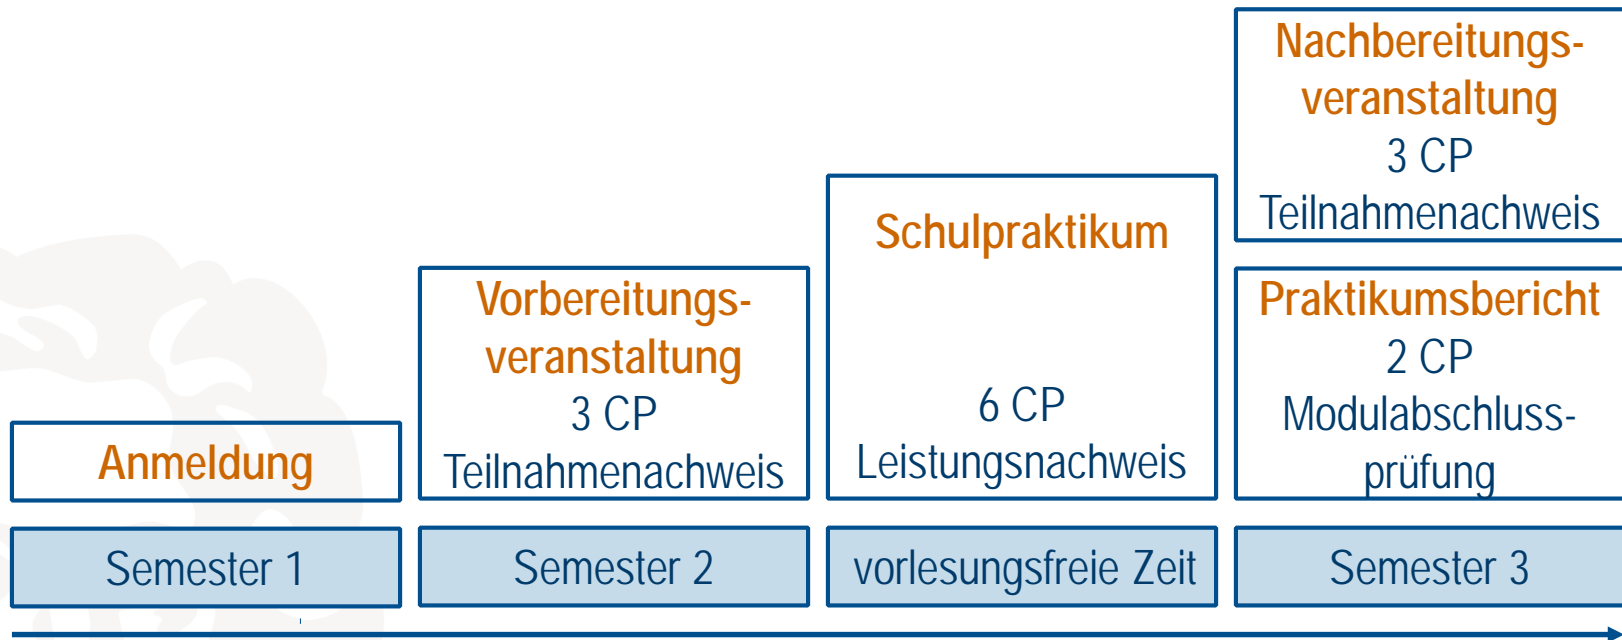 Anmeldung
Semester 1
Vorbereitungs-
veranstaltung
3 CP
Teilnahmenachweis
Semester 2
Schulpraktikum
6 CP
Leistungsnachweis
vorlesungsfreie Zeit
Nachbereitungs-
veranstaltung
3 CP
Teilnahmenachweis
Praktikumsbericht
2 CP
Modulabschluss-
prüfung
Semester 3